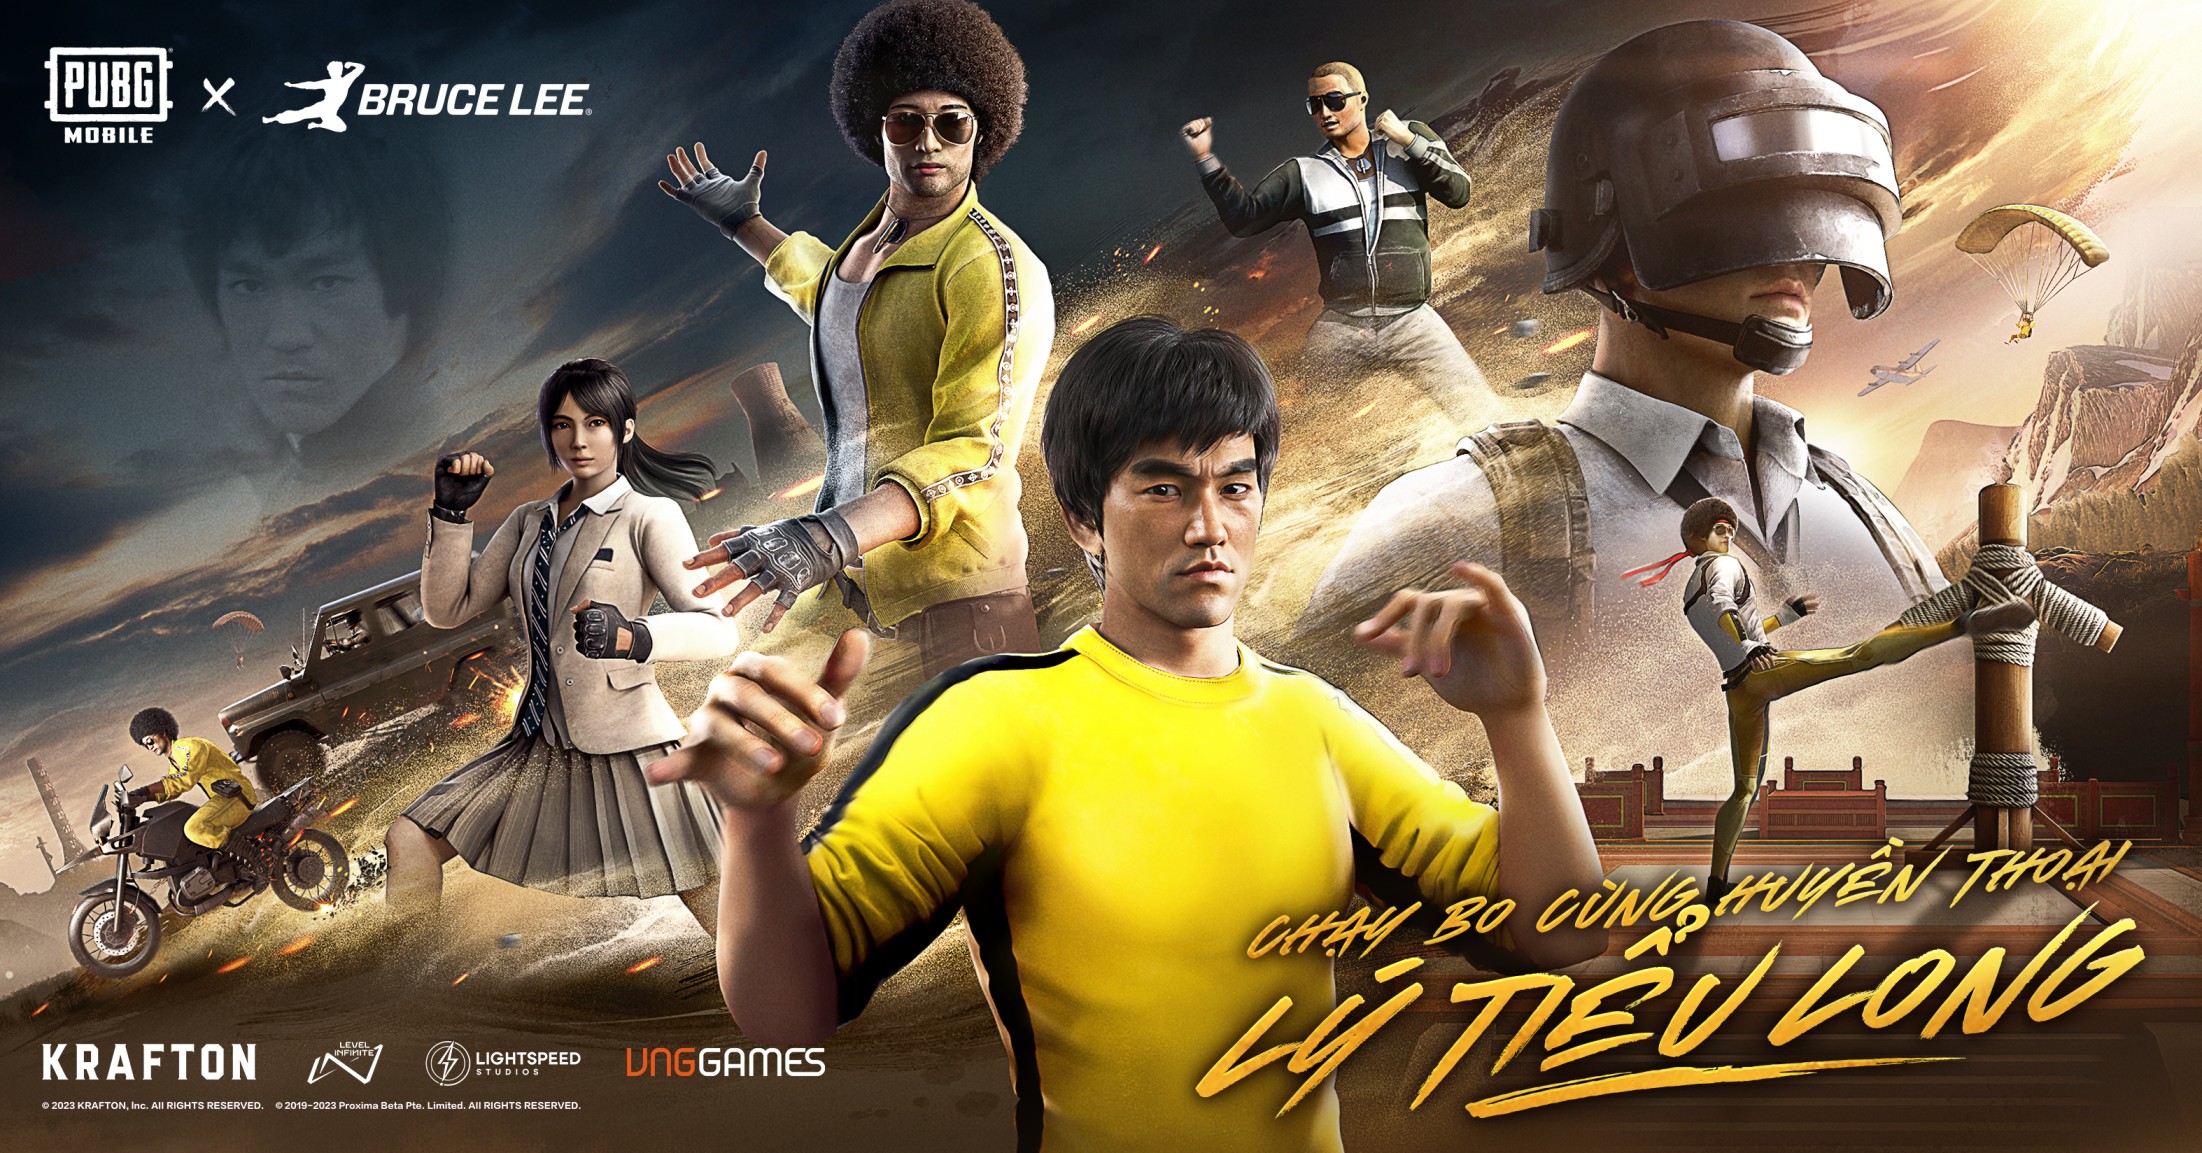 PUBG
MOBILE
X
BRUCE LEE
CHẠY BO CÙNG HUYỀN THOẠI
LÝ TIỂU LONG
KRAFTON
LEVEL
INFINITE
LIGHTSPEED
STUDIOS
VNGGAMES
© 2023 KRAFTON, Inc. All RIGHTS RESERVED.
© 2019-2023 Proxima Beta Pte. Limited. All RIGHTS RESERVED.